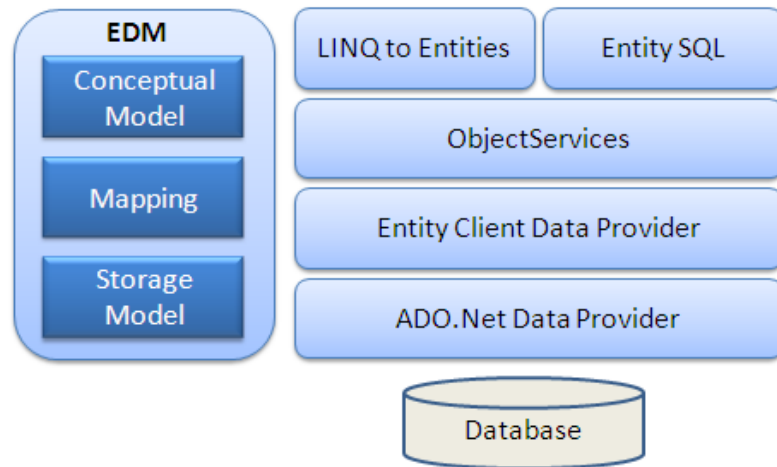 EDM
Conceptual
Model
Mapping
Storage
Model
LINQ to Entities
Entity SQL
ObjectServices
Entity Client Data Provider
ADO.Net Data Provider
Database